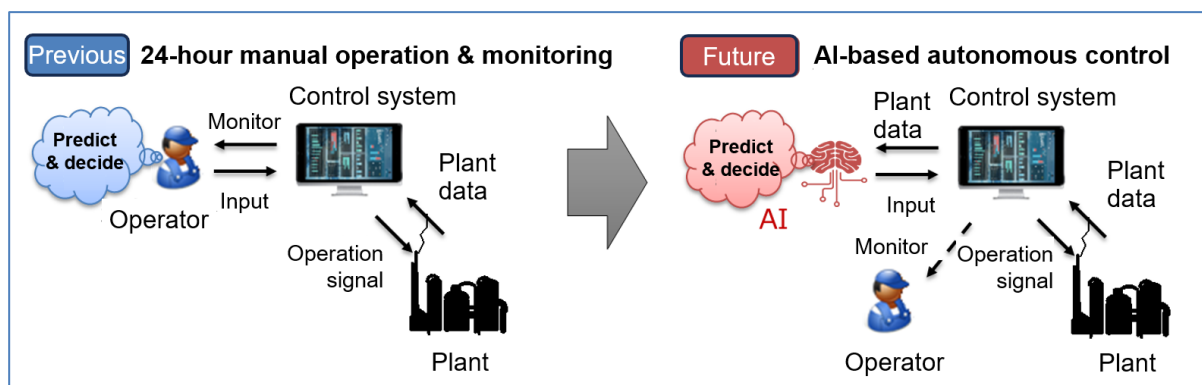 Previous
24-hour manual operation & monitoring
Control system
Predict
& decide
Monitor
Input
Operator
Plant
data
Operation
signal
Plant
Future
AI-based autonomous control
Plant
data
Control system
Predict
& decide
AI
Input
Plant
data
Monitor
Operation
signal
Operator
Plant